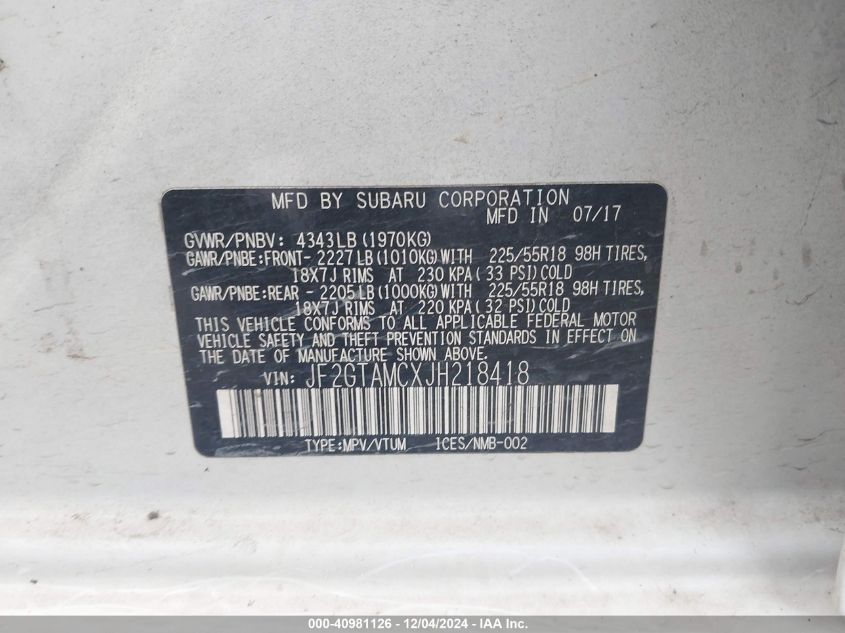 MFD BY SUBARU CORPORATION
MFD IN 07/17
GVWR/PNBV: 4343LB(1970KG)
GAWR/PNBE:FRONT- 2227LB(1010KG)WITH 225/55R18 98H TIRES,
18X7J RIMS AT 230 KPA(33 PSI)COLD
GAWR/PNBE:REAR - 2205LB(1000KG)WITH 225/55R18 98H TIRES,
18X7J RIMS AT 220 KPA(32 PSI)COLD
THIS VEHICLE CONFORMS TO ALL APPLICABLE FEDERAL MOTOR
VEHICLE SAFETY AND THEFT PREVENTION STANDARDS IN EFFECT ON
THE DATE OF MANUFACTURE SHOWN ABOVE.
VIN: JF2GTAMCXJH218418
TYPE:MPV/VTUM ICES/NMB-002
000-40981126 - 12/04/2024 - IAA, Inc.